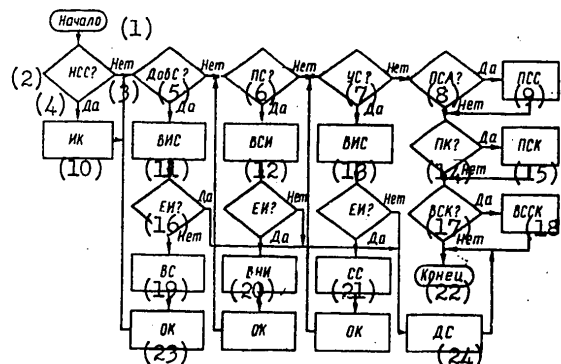 Начало
(1)
НСС?
Нет
ДобС?
Нет
ПС?
Нет
УС?
Нет
ПСА?
Да
ПСС
(2)
(3)
(5)
(6)
(7)
(8)
(9)
(4)
Да
Да
Да
Да
Нет
ИК
ВИС
ВСИ
ВИС
ПК?
Да
ПСК
(10)
(11)
(12)
(13)
(14)
(15)
Нет
ЕИ?
Да
ЕИ?
Нет
ЕИ?
Нет
ВСК?
Да
ВССК
(16)
(17)
(18)
Нет
Да
Да
Нет
ВС
ВНИ
СС
Конец
(19)
(20)
(21)
(22)
ОК
ОК
ОК
ДС
(23)
(24)